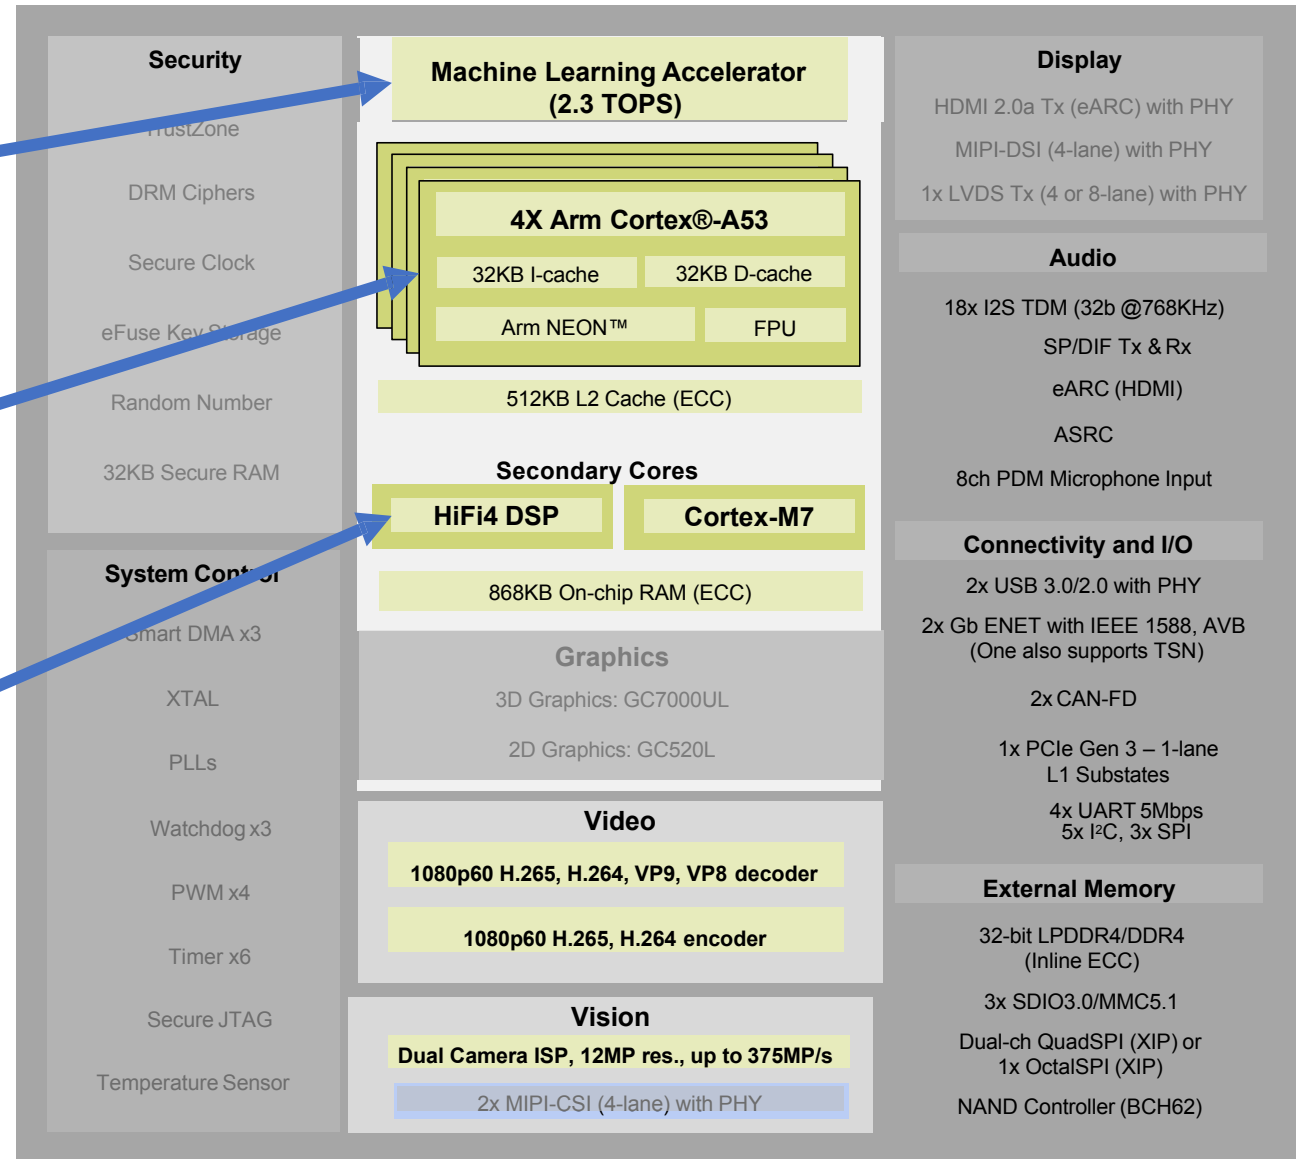 Security
TrustZone
DRM Ciphers
Secure Clock
eFuse Key Storage
Random Number
32KB Secure RAM
System Control
Smart DMA x3
XTAL
PLLs
Watchdog x3
PWM x4
Timer x6
Secure JTAG
Temperature Sensor
Machine Learning Accelerator
(2.3 TOPS)
4X Arm Cortex®-A53
32KB I-cache
32KB D-cache
Arm NEON™
FPU
512KB L2 Cache (ECC)
Secondary Cores
HiFi4 DSP
Cortex-M7
868KB On-chip RAM (ECC)
Graphics
3D Graphics: GC7000UL
2D Graphics: GC520L
Video
1080p60 H.265, H.264, VP9, VP8 decoder
1080p60 H.265, H.264 encoder
Vision
Dual Camera ISP, 12MP res., up to 375MP/s
2x MIPI-CSI (4-lane) with PHY
Display
HDMI 2.0a Tx (eARC) with PHY
MIPI-DSI (4-lane) with PHY
1x LVDS Tx (4 or 8-lane) with PHY
Audio
18x I2S TDM (32b @768KHz)
SP/DIF Tx & Rx
eARC (HDMI)
ASRC
8ch PDM Microphone Input
Connectivity and I/O
2x USB 3.0/2.0 with PHY
2x Gb ENET with IEEE 1588, AVB
(One also supports TSN)
2x CAN-FD
1x PCIe Gen 3 – 1-lane
L1 Substates
4x UART 5Mbps
5x I²C, 3x SPI
External Memory
32-bit LPDDR4/DDR4
(Inline ECC)
3x SDIO3.0/MMC5.1
Dual-ch QuadSPI (XIP) or
1x OctalSPI (XIP)
NAND Controller (BCH62)